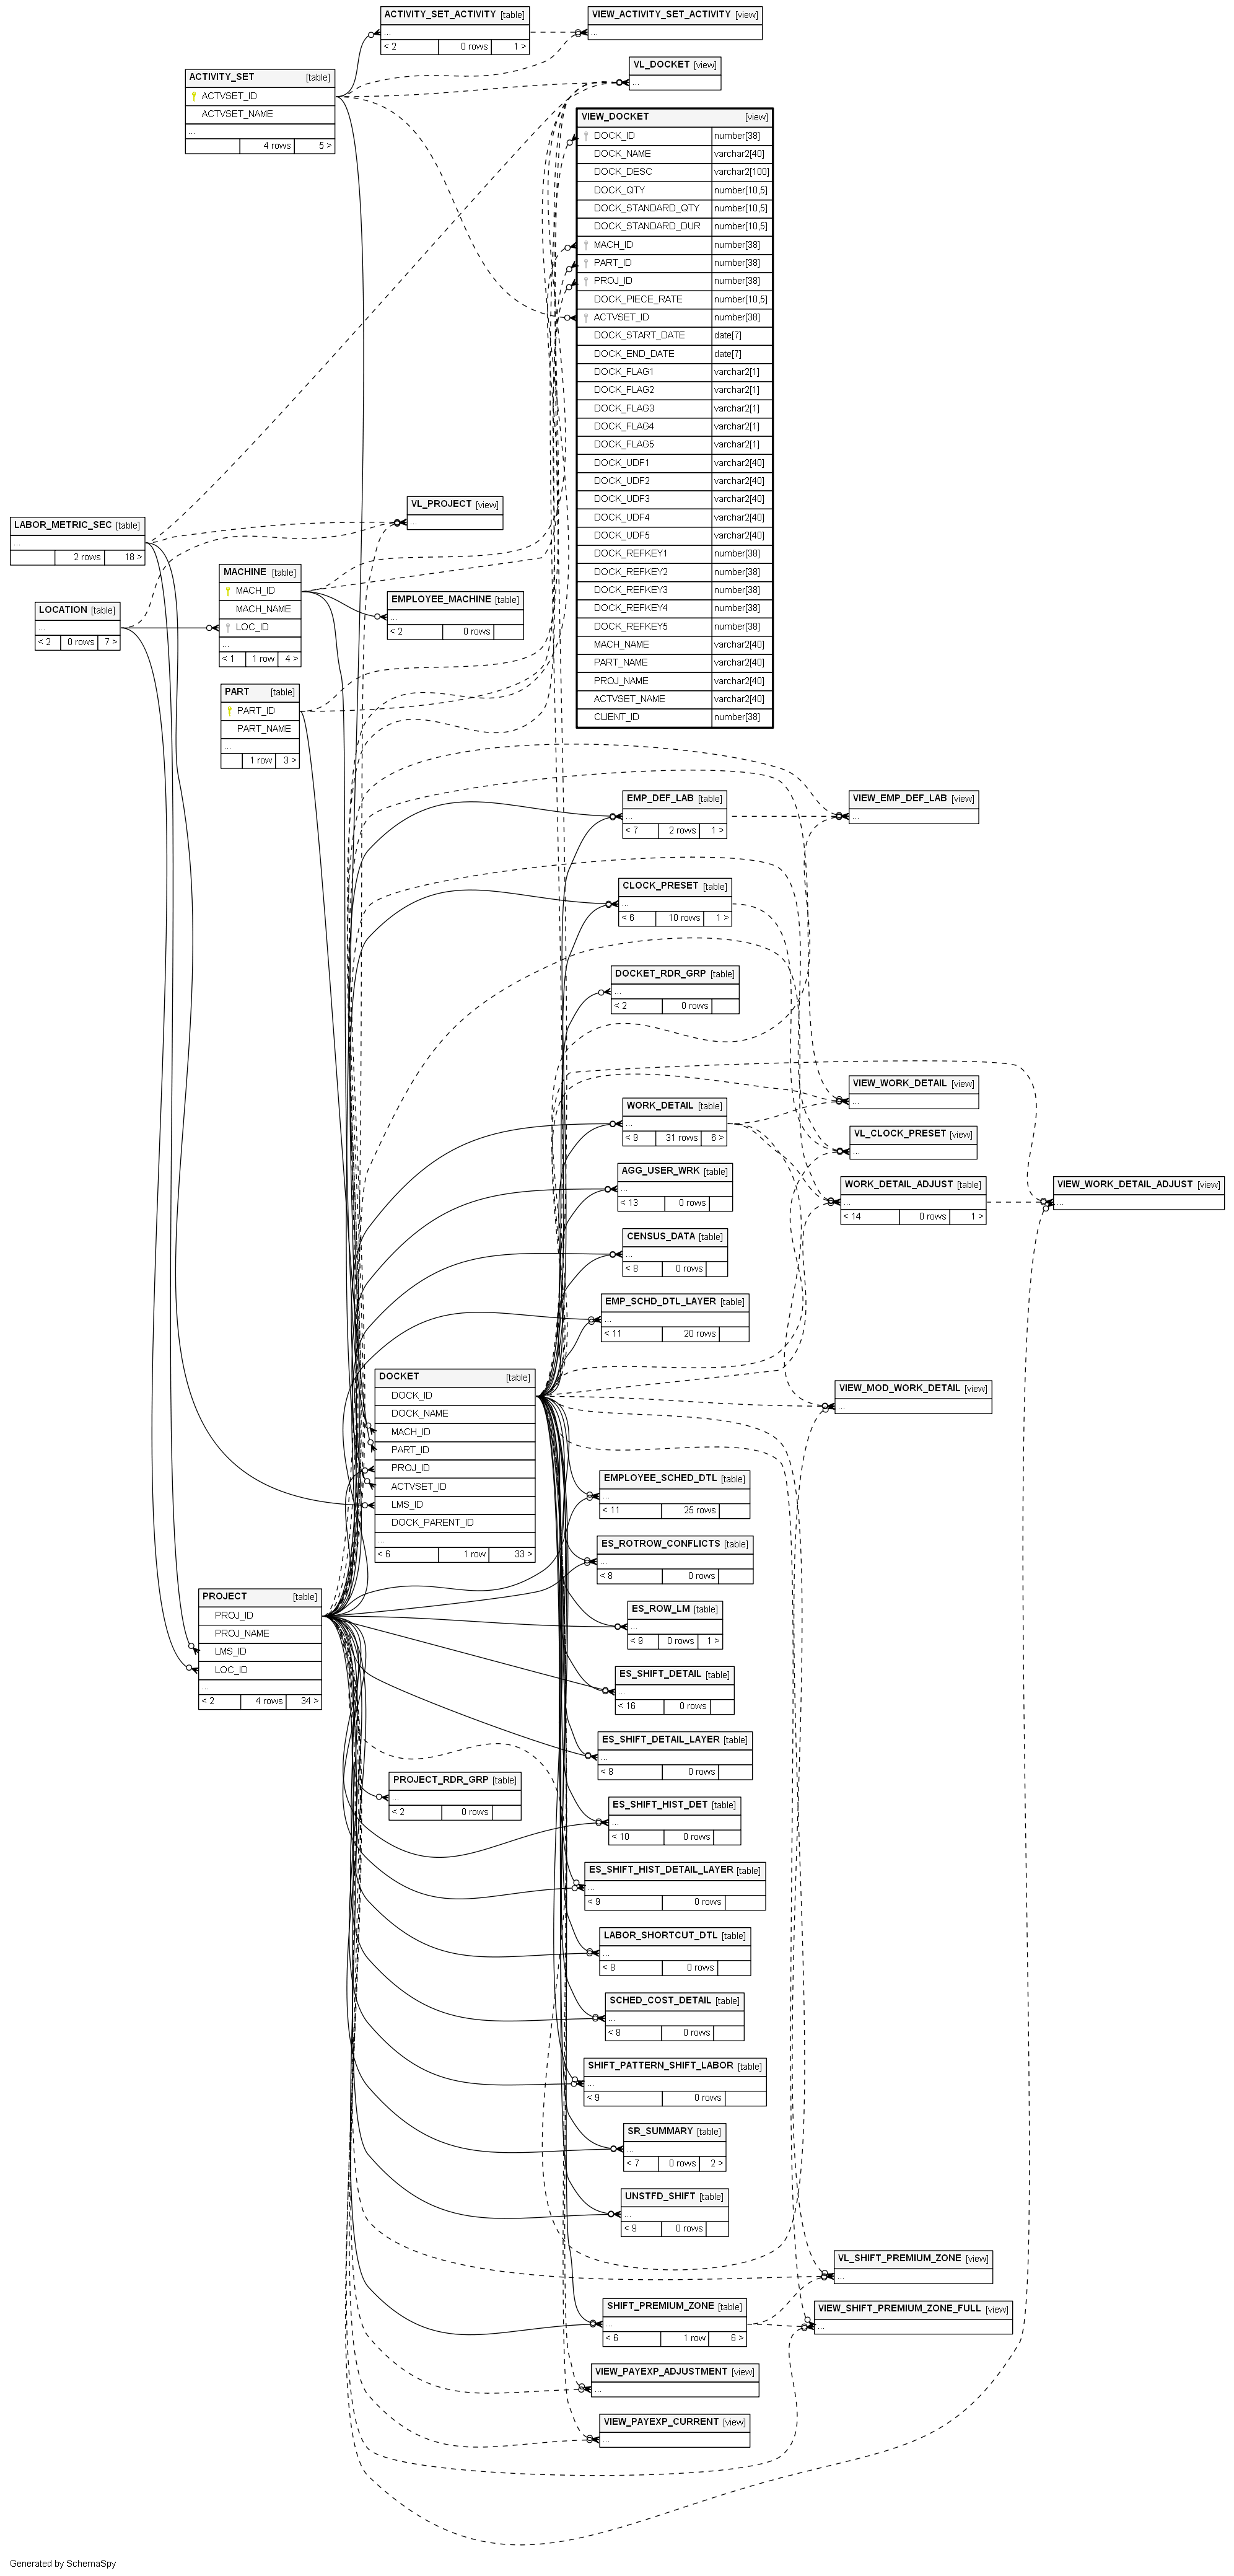 ACTIVITY_SET_ACTIVITY [table]
...
< 2 0 rows 1 >
VIEW_ACTIVITY_SET_ACTIVITY [view]
...
VL_DOCKET [view]
...
ACTIVITY_SET [table]
ACTVSET_ID
ACTVSET_NAME
...
4 rows 5 >
VIEW_DOCKET [view]
DOCK_ID number[38]
DOCK_NAME varchar2[40]
DOCK_DESC varchar2[100]
DOCK_QTY number[10,5]
DOCK_STANDARD_QTY number[10,5]
DOCK_STANDARD_DUR number[10,5]
MACH_ID number[38]
PART_ID number[38]
PROJ_ID number[38]
DOCK_PIECE_RATE number[10,5]
ACTVSET_ID number[38]
DOCK_START_DATE date[7]
DOCK_END_DATE date[7]
DOCK_FLAG1 varchar2[1]
DOCK_FLAG2 varchar2[1]
DOCK_FLAG3 varchar2[1]
DOCK_FLAG4 varchar2[1]
DOCK_FLAG5 varchar2[1]
DOCK_UDF1 varchar2[40]
DOCK_UDF2 varchar2[40]
DOCK_UDF3 varchar2[40]
DOCK_UDF4 varchar2[40]
DOCK_UDF5 varchar2[40]
DOCK_REFKEY1 number[38]
DOCK_REFKEY2 number[38]
DOCK_REFKEY3 number[38]
DOCK_REFKEY4 number[38]
DOCK_REFKEY5 number[38]
MACH_NAME varchar2[40]
PART_NAME varchar2[40]
PROJ_NAME varchar2[40]
ACTVSET_NAME varchar2[40]
CLIENT_ID number[38]
VL_PROJECT [view]
...
LABOR_METRIC_SEC [table]
...
2 rows 18 >
MACHINE [table]
MACH_ID
MACH_NAME
LOC_ID
...
< 1 1 row 4 >
EMPLOYEE_MACHINE [table]
...
< 2 0 rows
LOCATION [table]
...
< 2 0 rows 7 >
PART [table]
PART_ID
PART_NAME
...
1 row 3 >
EMP_DEF_LAB [table]
...
< 7 2 rows 1 >
VIEW_EMP_DEF_LAB [view]
...
CLOCK_PRESET [table]
...
< 6 10 rows 1 >
DOCKET_RDR_GRP [table]
...
< 2 0 rows
VIEW_WORK_DETAIL [view]
...
WORK_DETAIL [table]
...
< 9 31 rows 6 >
VL_CLOCK_PRESET [view]
...
AGG_USER_WRK [table]
...
< 13 0 rows
WORK_DETAIL_ADJUST [table]
...
< 14 0 rows 1 >
VIEW_WORK_DETAIL_ADJUST [view]
...
CENSUS_DATA [table]
...
< 8 0 rows
EMP_SCHD_DTL_LAYER [table]
...
< 11 20 rows
DOCKET [table]
DOCK_ID
DOCK_NAME
MACH_ID
PART_ID
PROJ_ID
ACTVSET_ID
LMS_ID
DOCK_PARENT_ID
...
< 6 1 row 33 >
VIEW_MOD_WORK_DETAIL [view]
...
EMPLOYEE_SCHED_DTL [table]
...
< 11 25 rows
ES_ROTROW_CONFLICTS [table]
...
< 8 0 rows
PROJECT [table]
PROJ_ID
PROJ_NAME
LMS_ID
LOC_ID
...
< 2 4 rows 34 >
ES_ROW_LM [table]
...
< 9 0 rows 1 >
ES_SHIFT_DETAIL [table]
...
< 16 0 rows
ES_SHIFT_DETAIL_LAYER [table]
...
< 8 0 rows
PROJECT_RDR_GRP [table]
...
< 2 0 rows
ES_SHIFT_HIST_DET [table]
...
< 10 0 rows
ES_SHIFT_HIST_DETAIL_LAYER [table]
...
< 9 0 rows
LABOR_SHORTCUT_DTL [table]
...
< 8 0 rows
SCHED_COST_DETAIL [table]
...
< 8 0 rows
SHIFT_PATTERN_SHIFT_LABOR [table]
...
< 9 0 rows
SR_SUMMARY [table]
...
< 7 0 rows 2 >
UNSTFD_SHIFT [table]
...
< 9 0 rows
VL_SHIFT_PREMIUM_ZONE [view]
...
SHIFT_PREMIUM_ZONE [table]
...
< 6 1 row 6 >
VIEW_SHIFT_PREMIUM_ZONE_FULL [view]
...
VIEW_PAYEXP_ADJUSTMENT [view]
...
VIEW_PAYEXP_CURRENT [view]
...
Generated by SchemaSpy